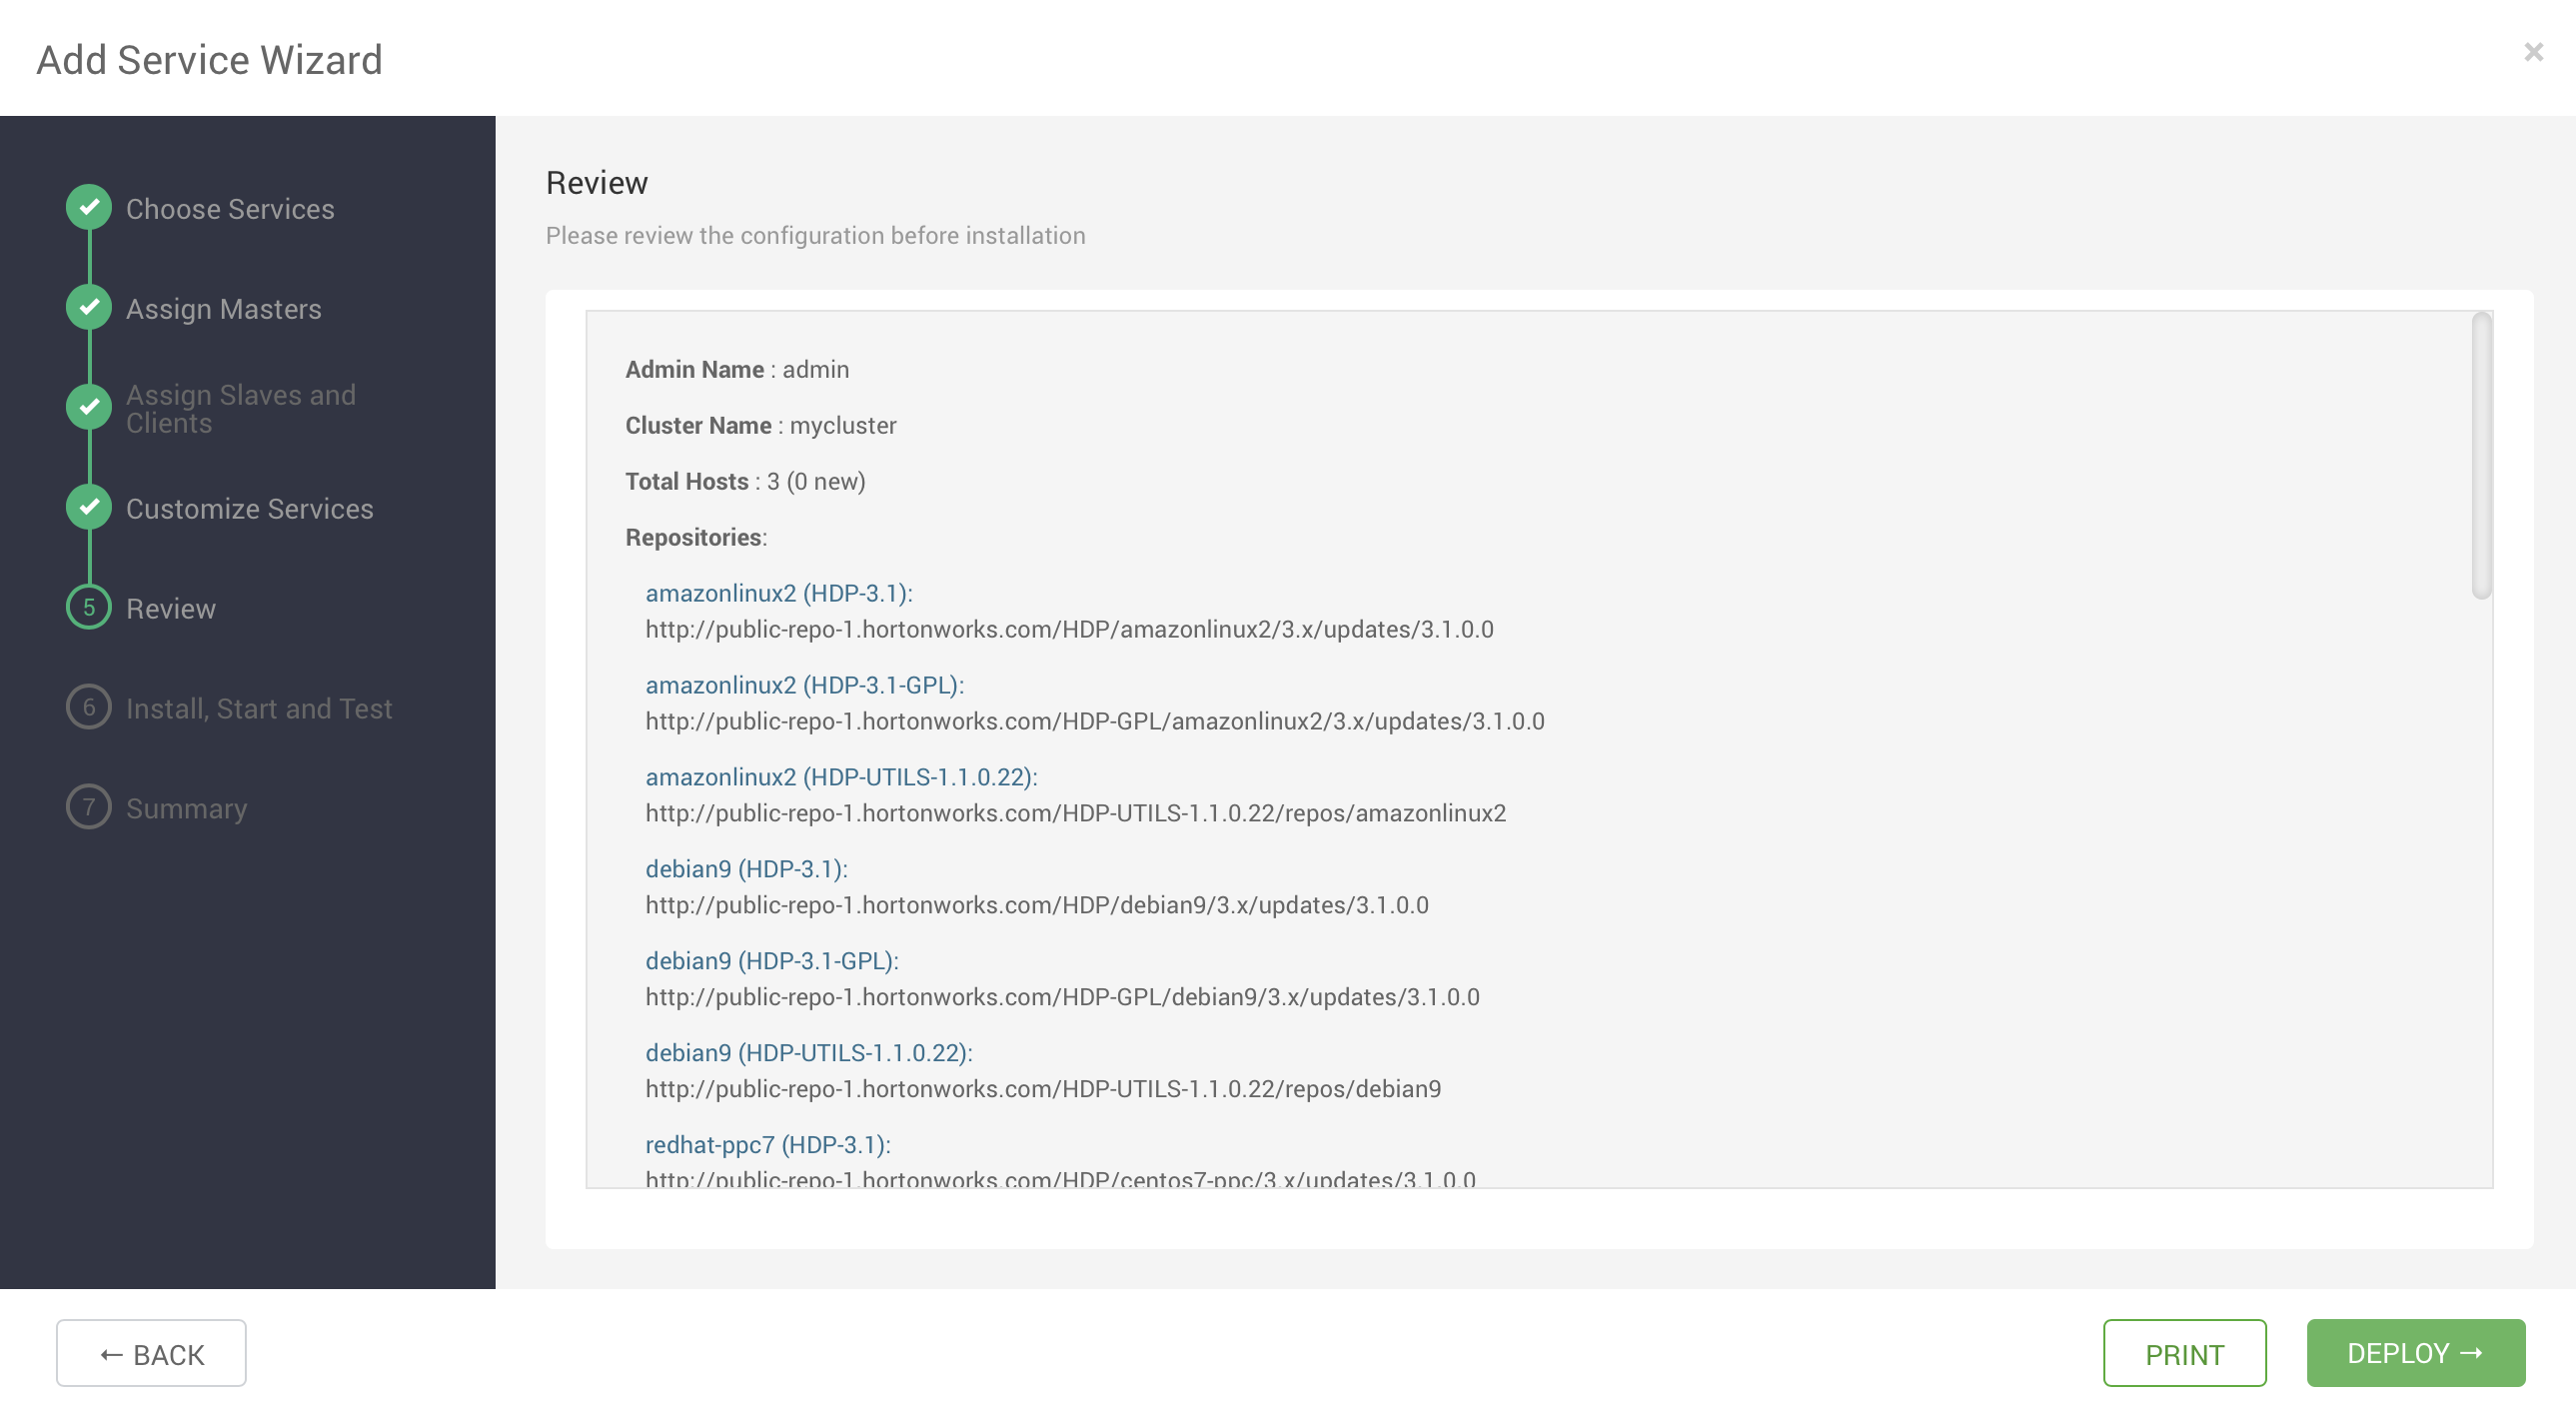 Add Service Wizard
×
Choose Services
Assign Masters
Assign Slaves and
Clients
Customize Services
5 Review
6 Install, Start and Test
7 Summary
Review
Please review the configuration before installation
Admin Name : admin
Cluster Name : mycluster
Total Hosts : 3 (0 new)
Repositories:
amazonlinux2 (HDP-3.1):
http://public-repo-1.hortonworks.com/HDP/amazonlinux2/3.x/updates/3.1.0.0
amazonlinux2 (HDP-3.1-GPL):
http://public-repo-1.hortonworks.com/HDP-GPL/amazonlinux2/3.x/updates/3.1.0.0
amazonlinux2 (HDP-UTILS-1.1.0.22):
http://public-repo-1.hortonworks.com/HDP-UTILS-1.1.0.22/repos/amazonlinux2
debian9 (HDP-3.1):
http://public-repo-1.hortonworks.com/HDP/debian9/3.x/updates/3.1.0.0
debian9 (HDP-3.1-GPL):
http://public-repo-1.hortonworks.com/HDP-GPL/debian9/3.x/updates/3.1.0.0
debian9 (HDP-UTILS-1.1.0.22):
http://public-repo-1.hortonworks.com/HDP-UTILS-1.1.0.22/repos/debian9
redhat-ppc7 (HDP-3.1):
http://public-repo-1.hortonworks.com/HDP/centos7-ppc/3.x/updates/3.1.0.0
← BACK
PRINT
DEPLOY →